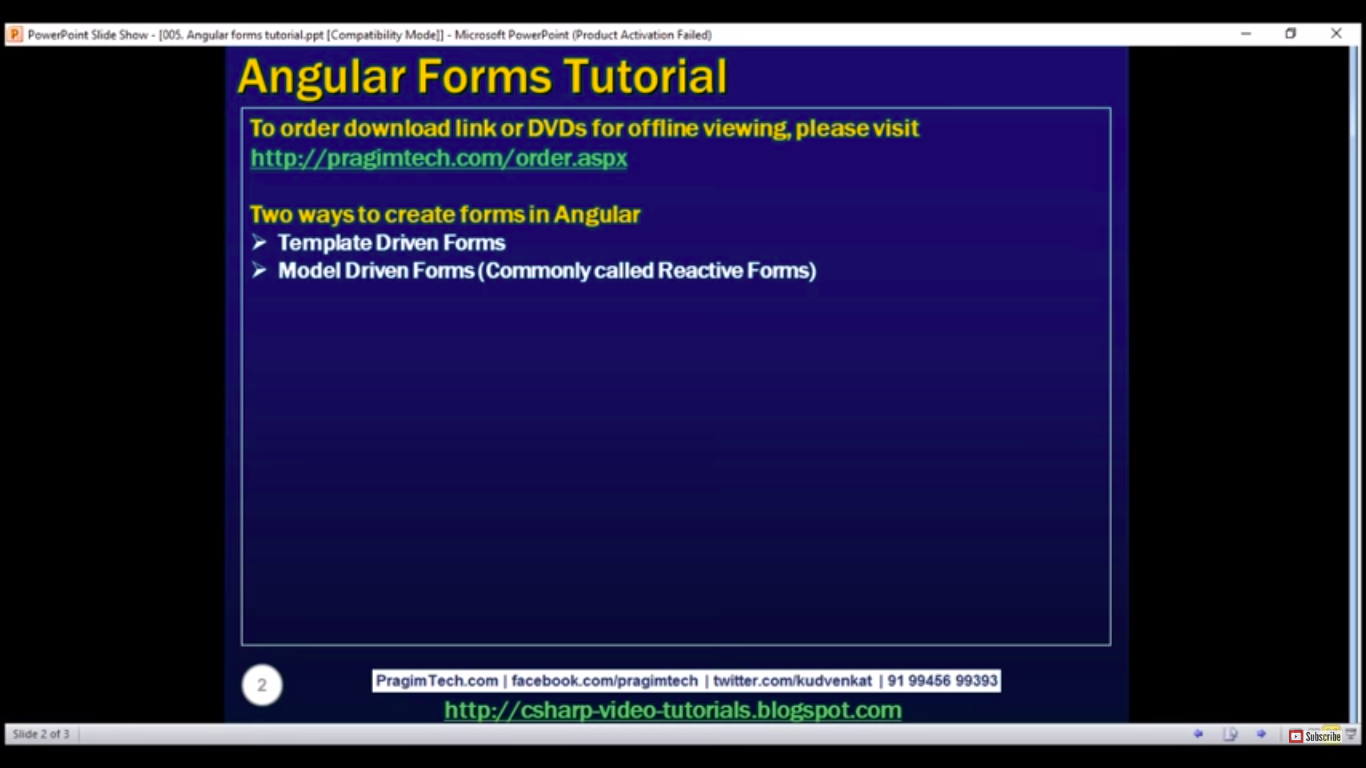 PowerPoint Slide Show - [005. Angular forms tutorial.ppt [Compatibility Mode]] - Microsoft PowerPoint (Product Activation Failed)
Angular Forms Tutorial
To order download link or DVDs for offline viewing, please visit
http://pragimtech.com/order.aspx
Two ways to create forms in Angular
Template Driven Forms
Model Driven Forms (Commonly called Reactive Forms)
2
PragimTech.com | facebook.com/pragimtech | twitter.com/kudvenkat | 91 99456 99393
http://csharp-video-tutorials.blogspot.com
Slide 2 of 3
Subscribe